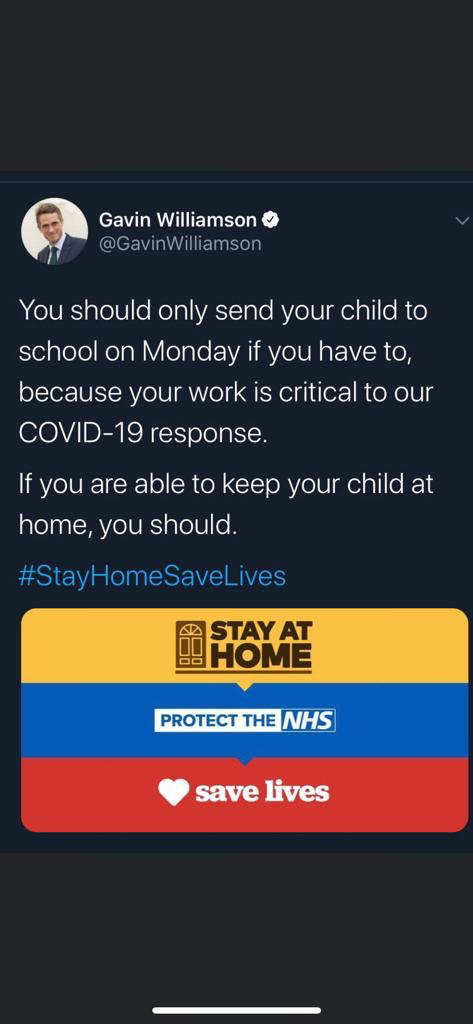 Gavin Williamson
@GavinWilliamson
You should only send your child to
school on Monday if you have to,
because your work is critical to our
COVID-19 response.
If you are able to keep your child at
home, you should.
#StayHomeSaveLives
STAY AT
HOME
PROTECT THE NHS
save lives